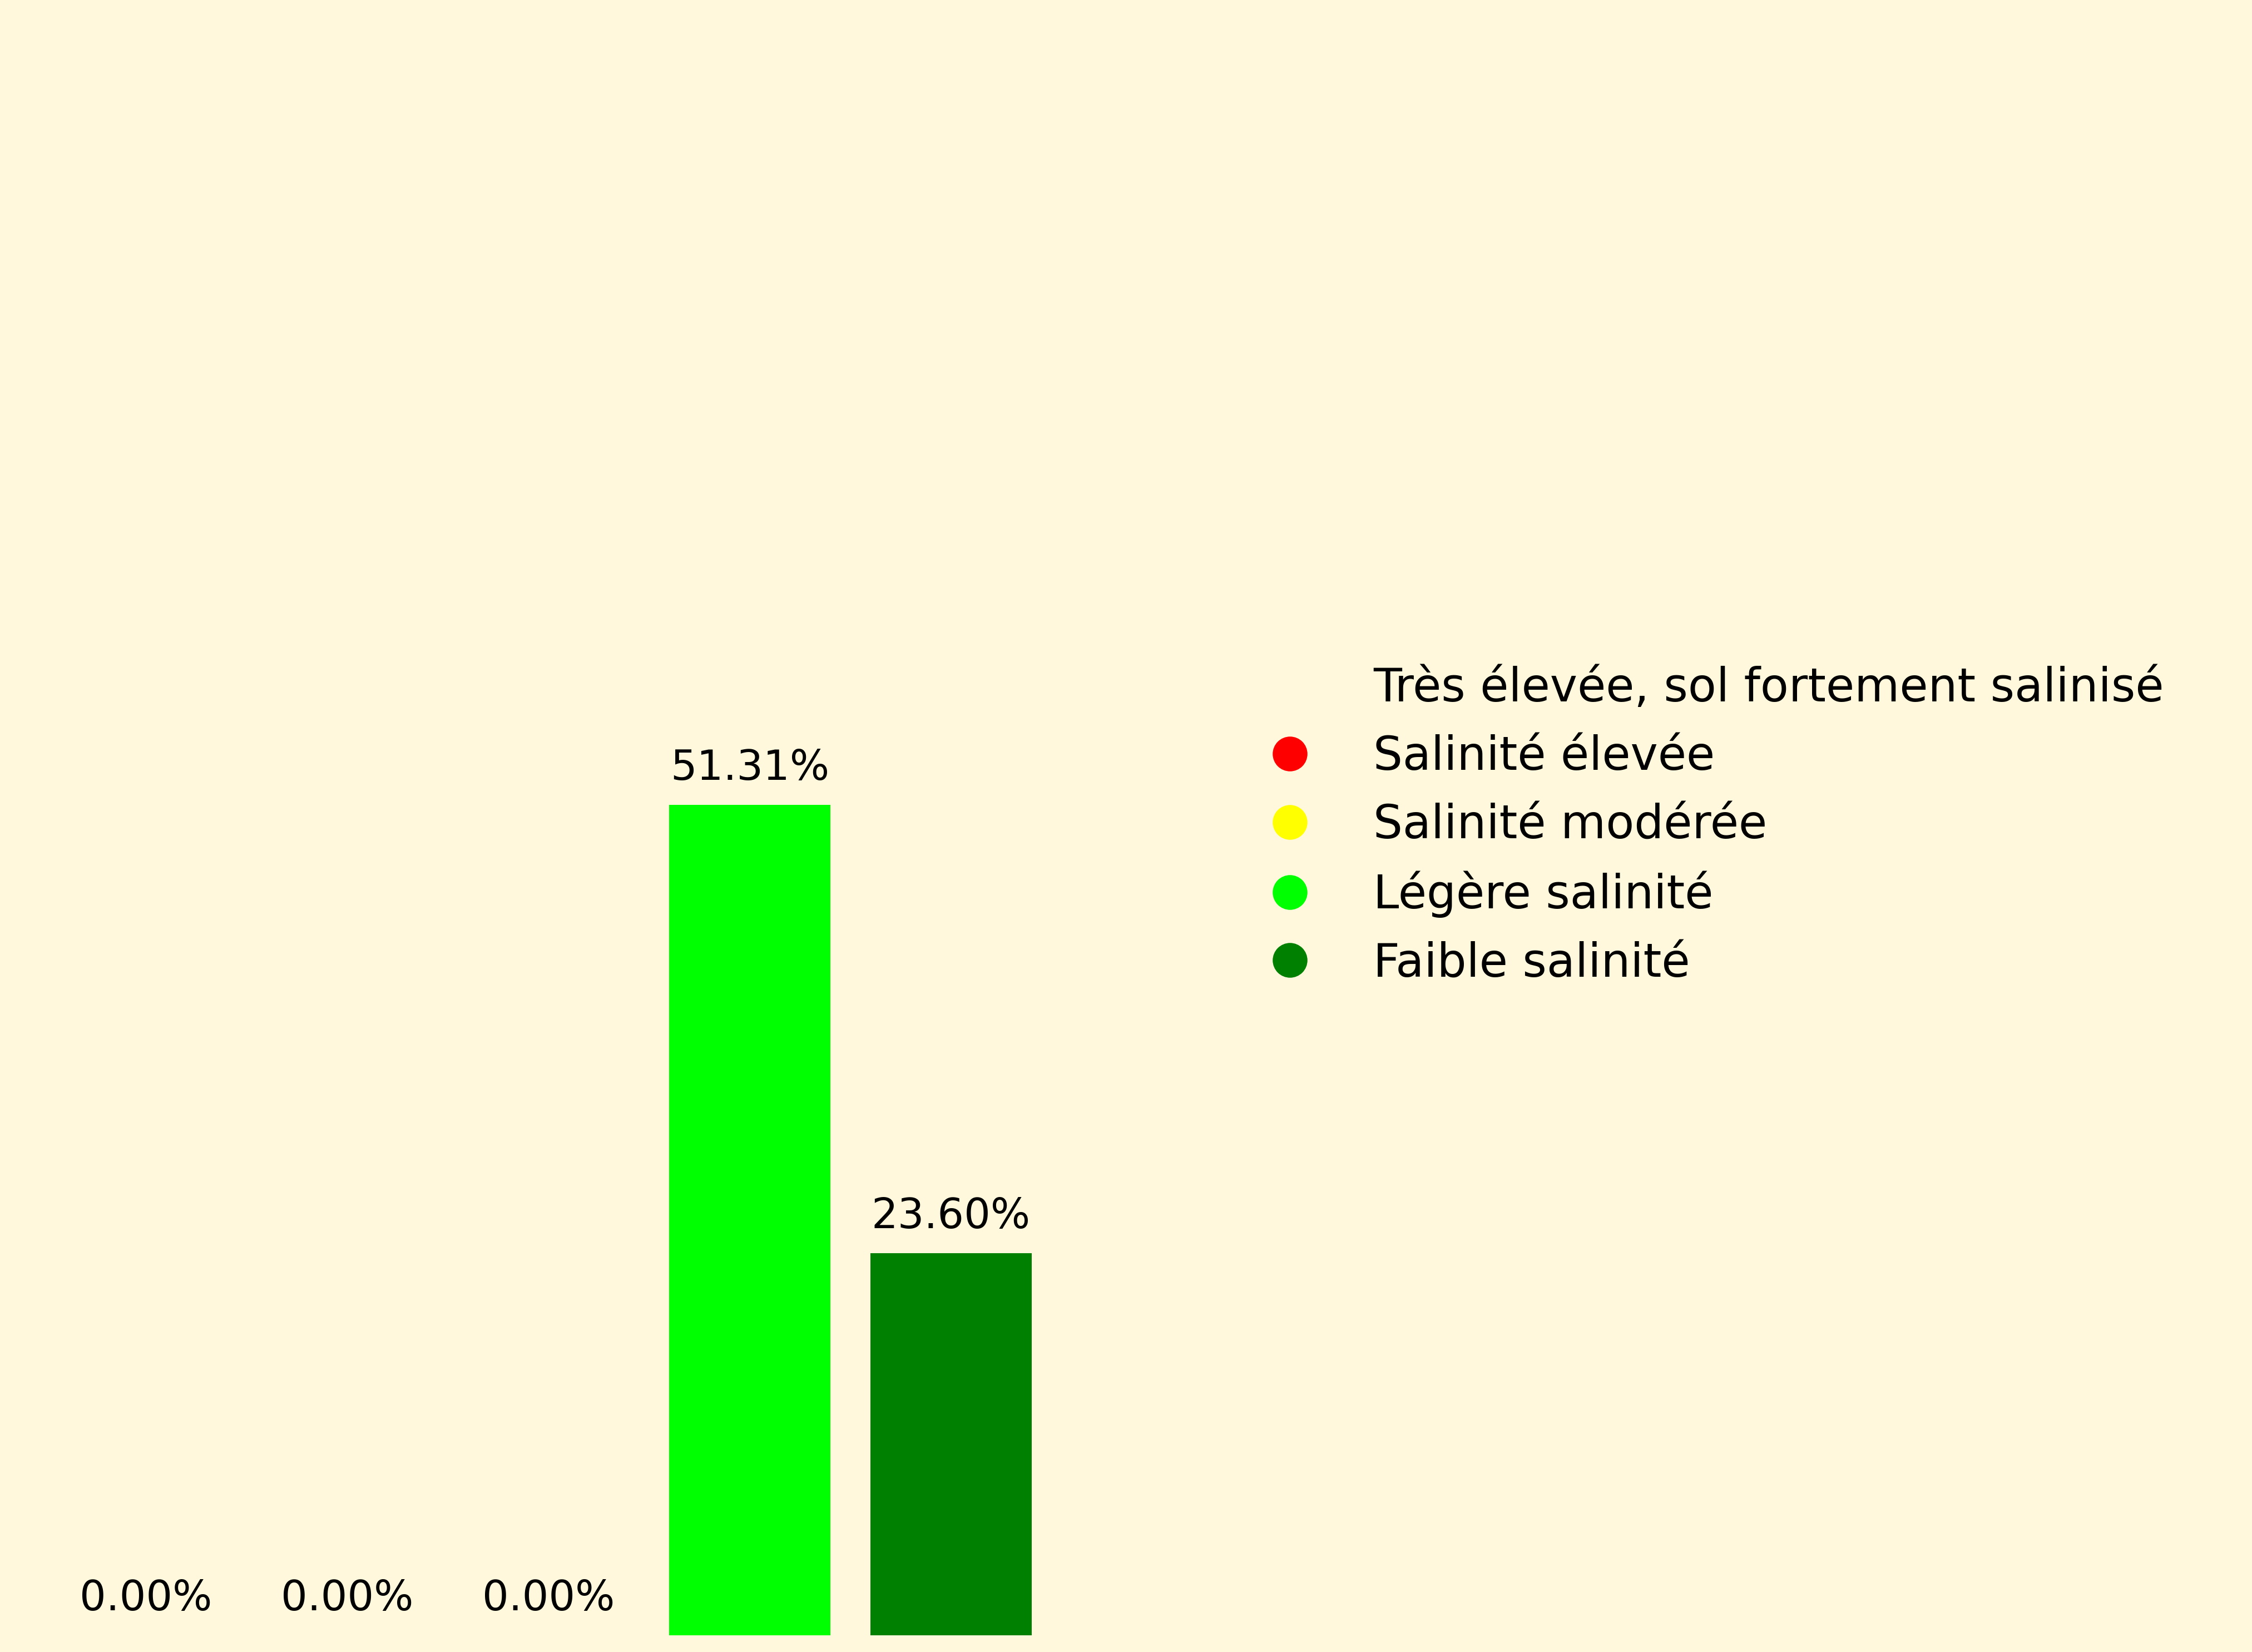 Très élevée, sol fortement salinisé
Salinité élevée
Salinité modérée
Légère salinité
Faible salinité
51.31%
23.60%
0.00%
0.00%
0.00%